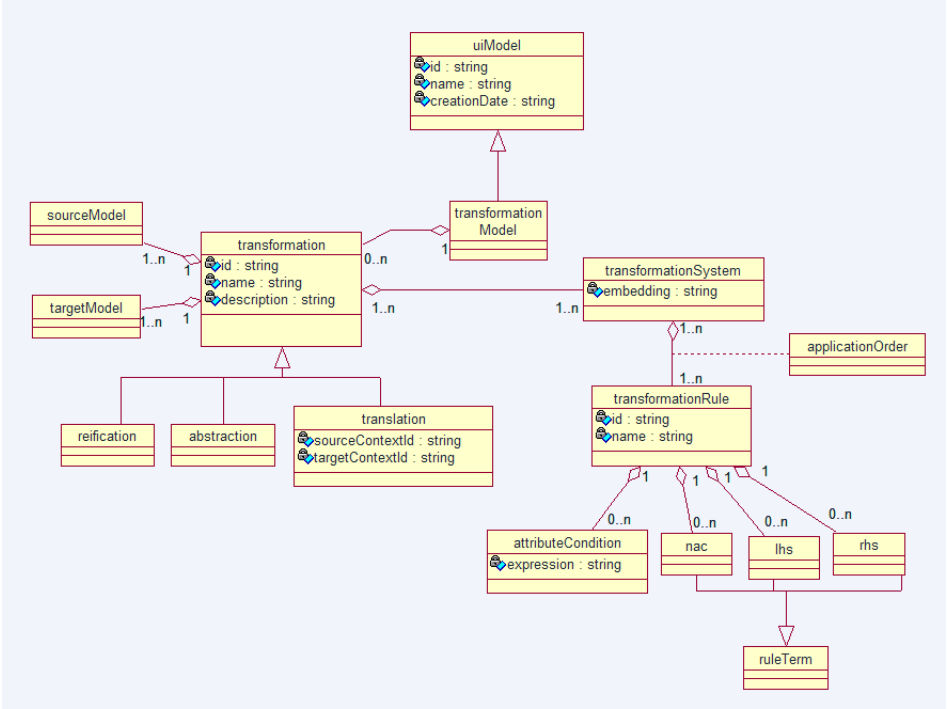 uiModel
id : string
name : string
creationDate : string
sourceModel
transformation
Model
transformation
id : string
name : string
description : string
1..n
1
0..n
1
targetModel
1..n
1
transformationSystem
embedding : string
1..n
1..n
1..n
applicationOrder
1..n
transformationRule
id : string
name : string
reification
abstraction
translation
sourceContextId : string
targetContextId : string
1
1
1
1
0..n
0..n
0..n
0..n
attributeCondition
expression : string
nac
lhs
rhs
ruleTerm